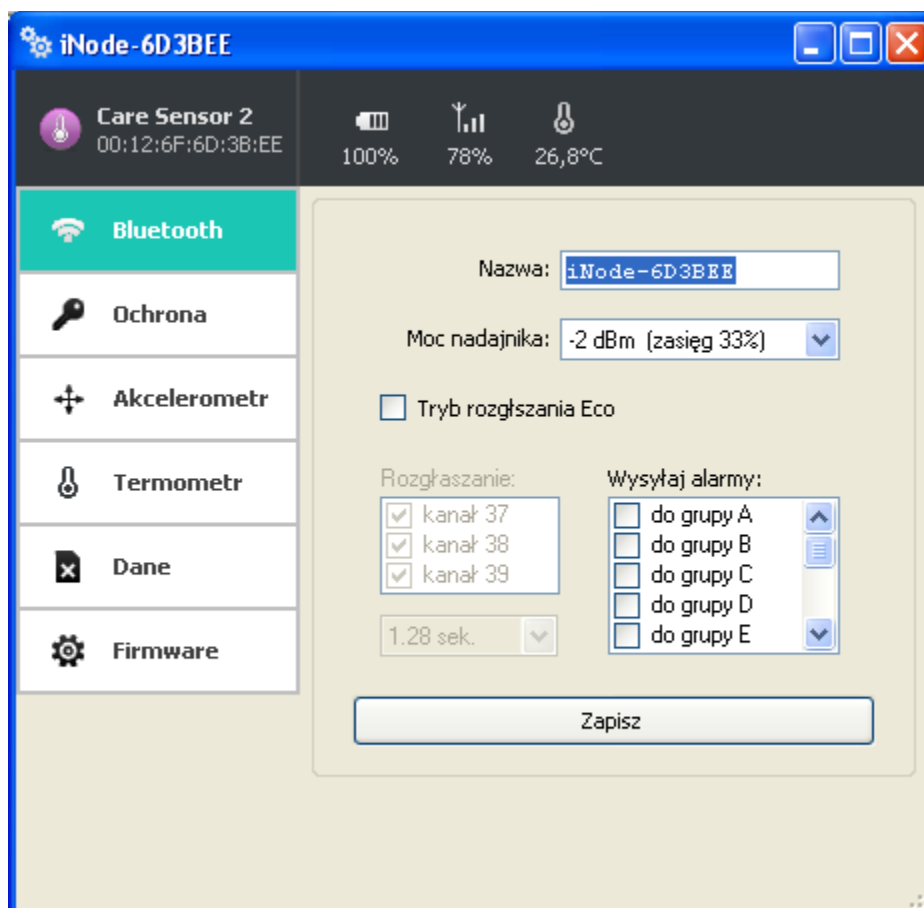 iNode-6D3BEE
Care Sensor 2
00:12:6F:6D:3B:EE
100%
78%
26,8°C
Bluetooth
Ochrona
Akcelerometr
Termometr
Dane
Firmware
Nazwa: iNode-6D3BEE
Moc nadajnika: -2 dBm (zasięg 33%)
Tryb rozgłszania Eco
Rozgłaszanie:
kanał 37
kanał 38
kanał 39
1.28 sek.
Wysyłaj alarmy:
do grupy A
do grupy B
do grupy C
do grupy D
do grupy E
Zapisz